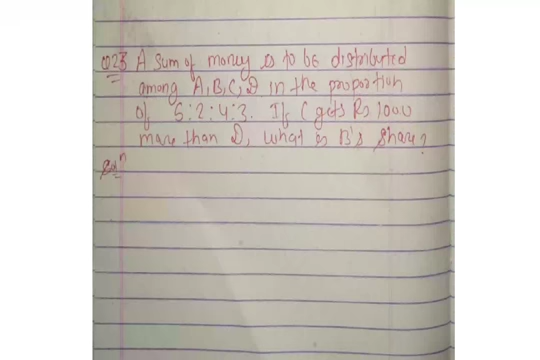 Q23 A sum of money is to be distributed
among A, B, C, D in the proportion
of 5:2:4:3. If C gets Rs 1000
more than D, what is B's share?
Solⁿ